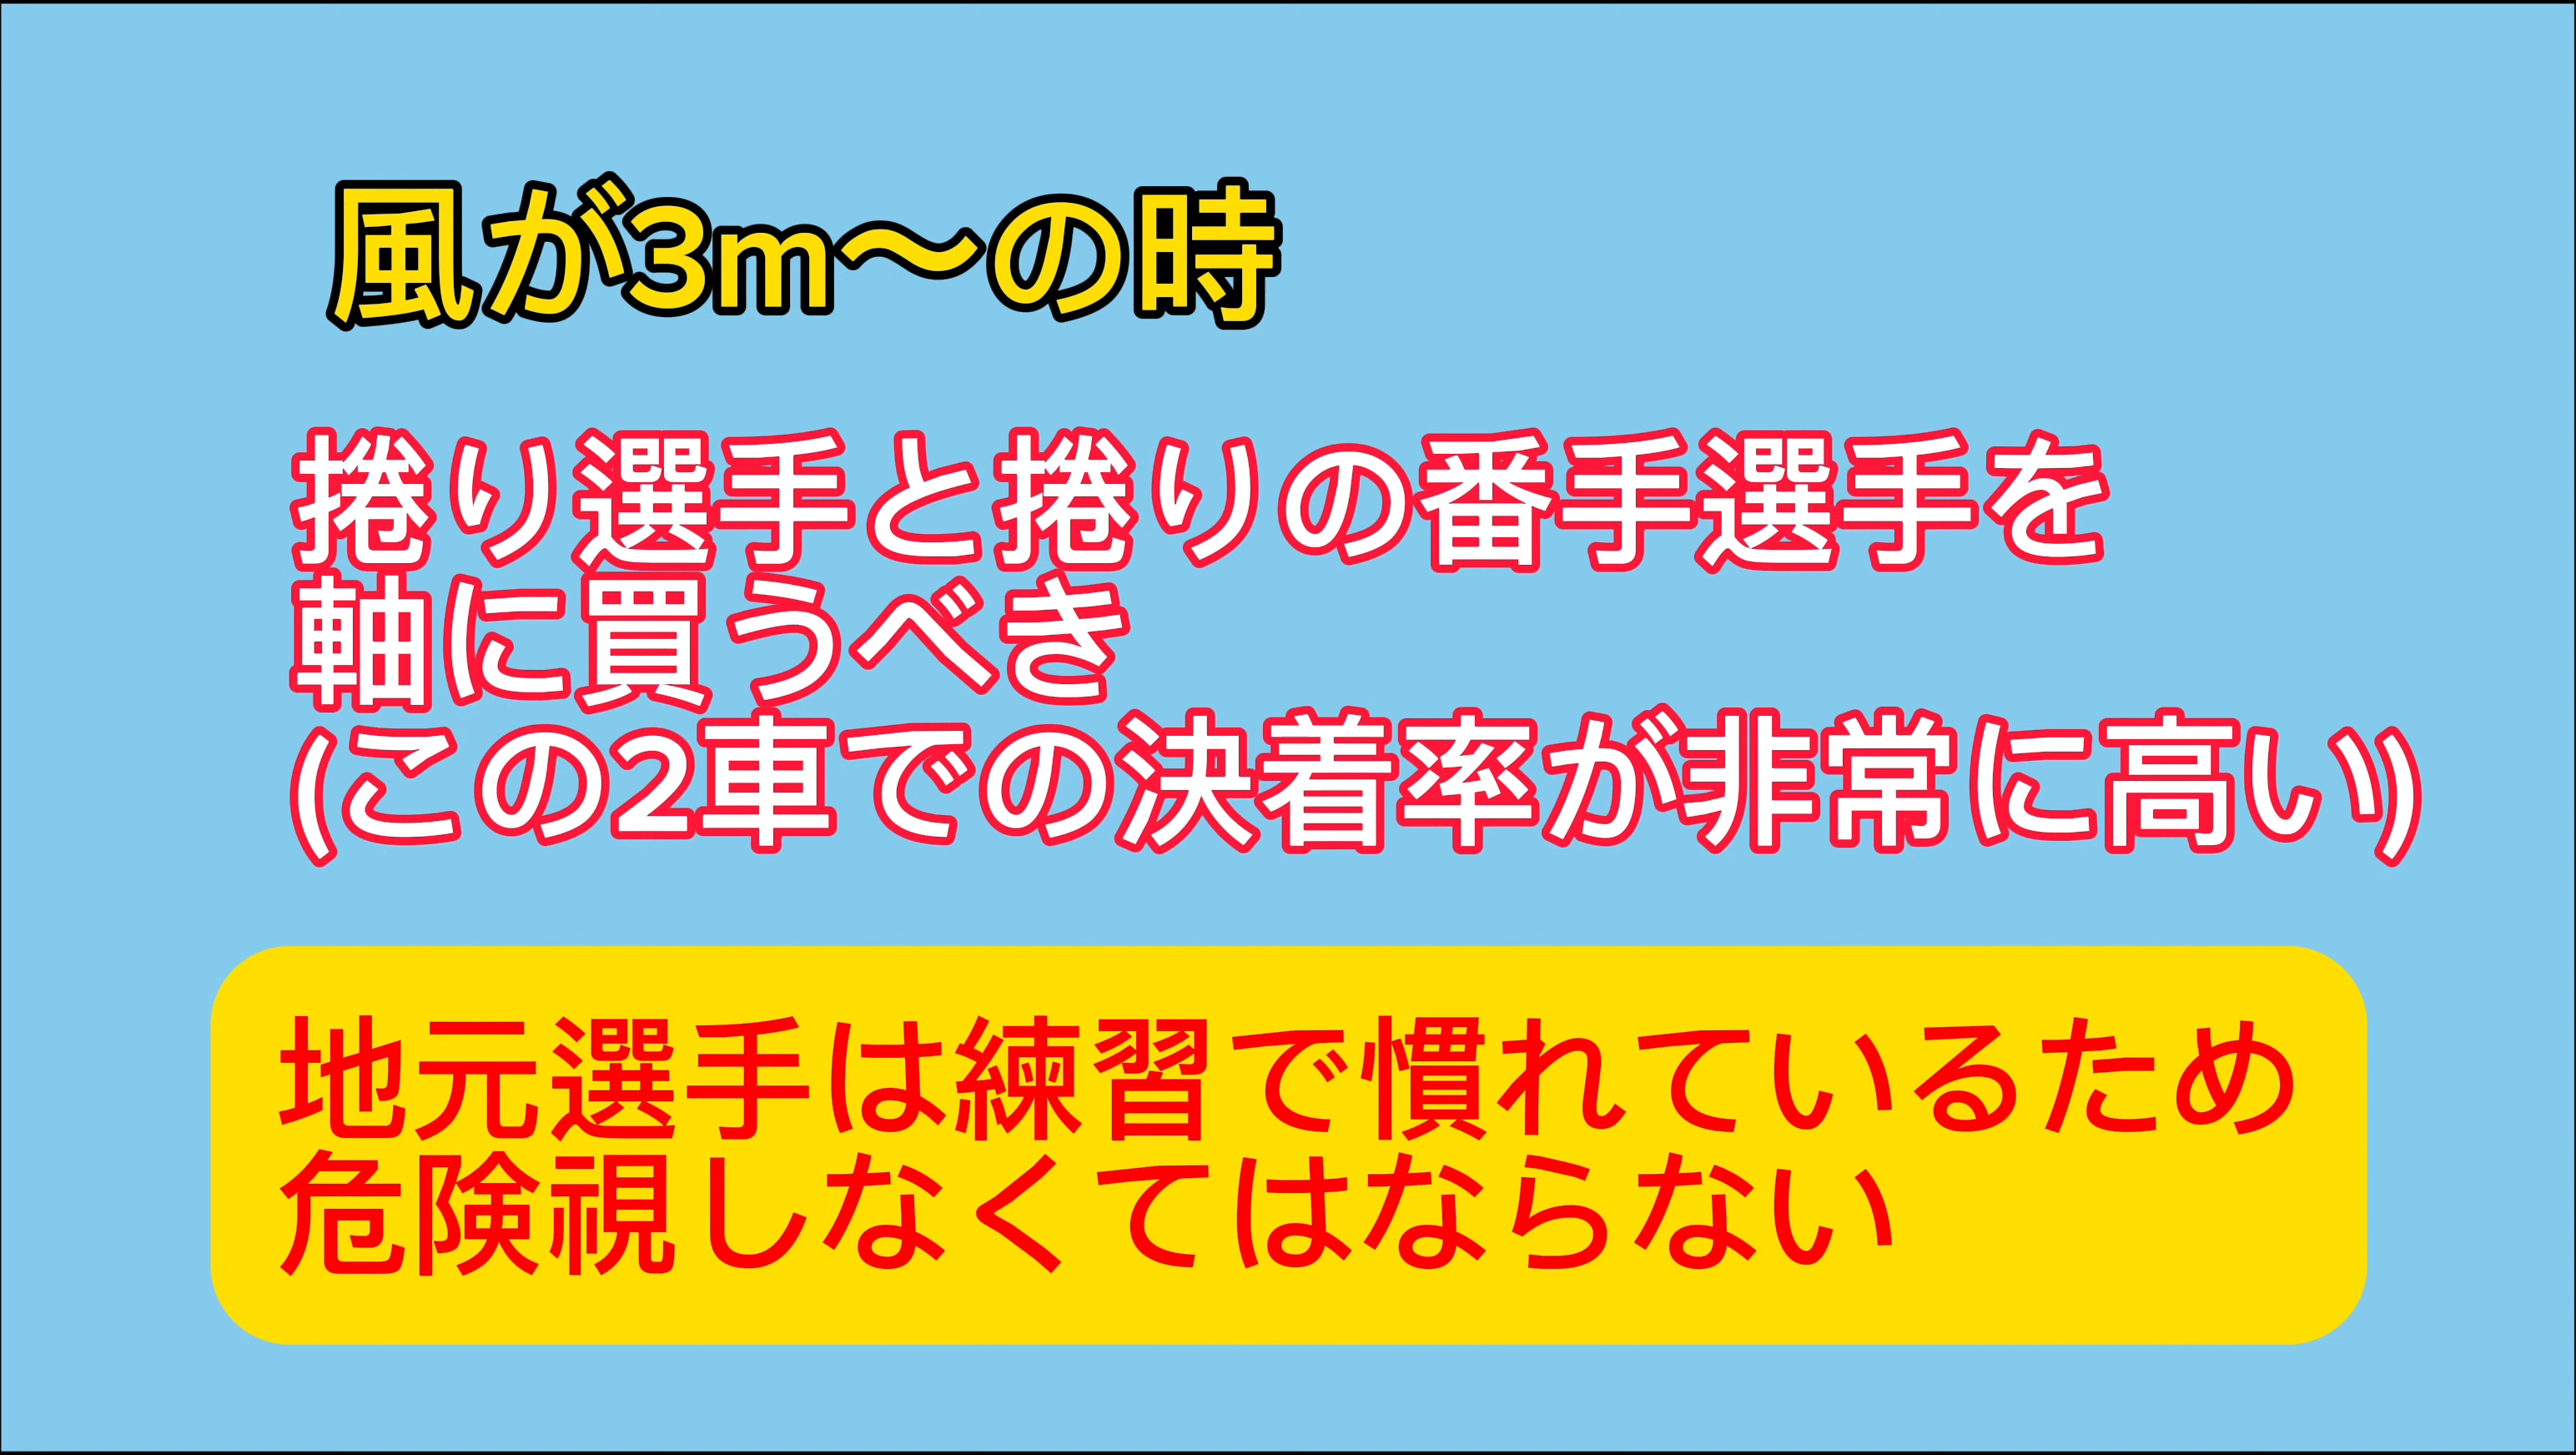 風が3m〜の時
捲り選手と捲りの番手選手を
軸に買うべき
(この2車での決着率が非常に高い)
地元選手は練習で慣れているため
危険視しなくてはならない